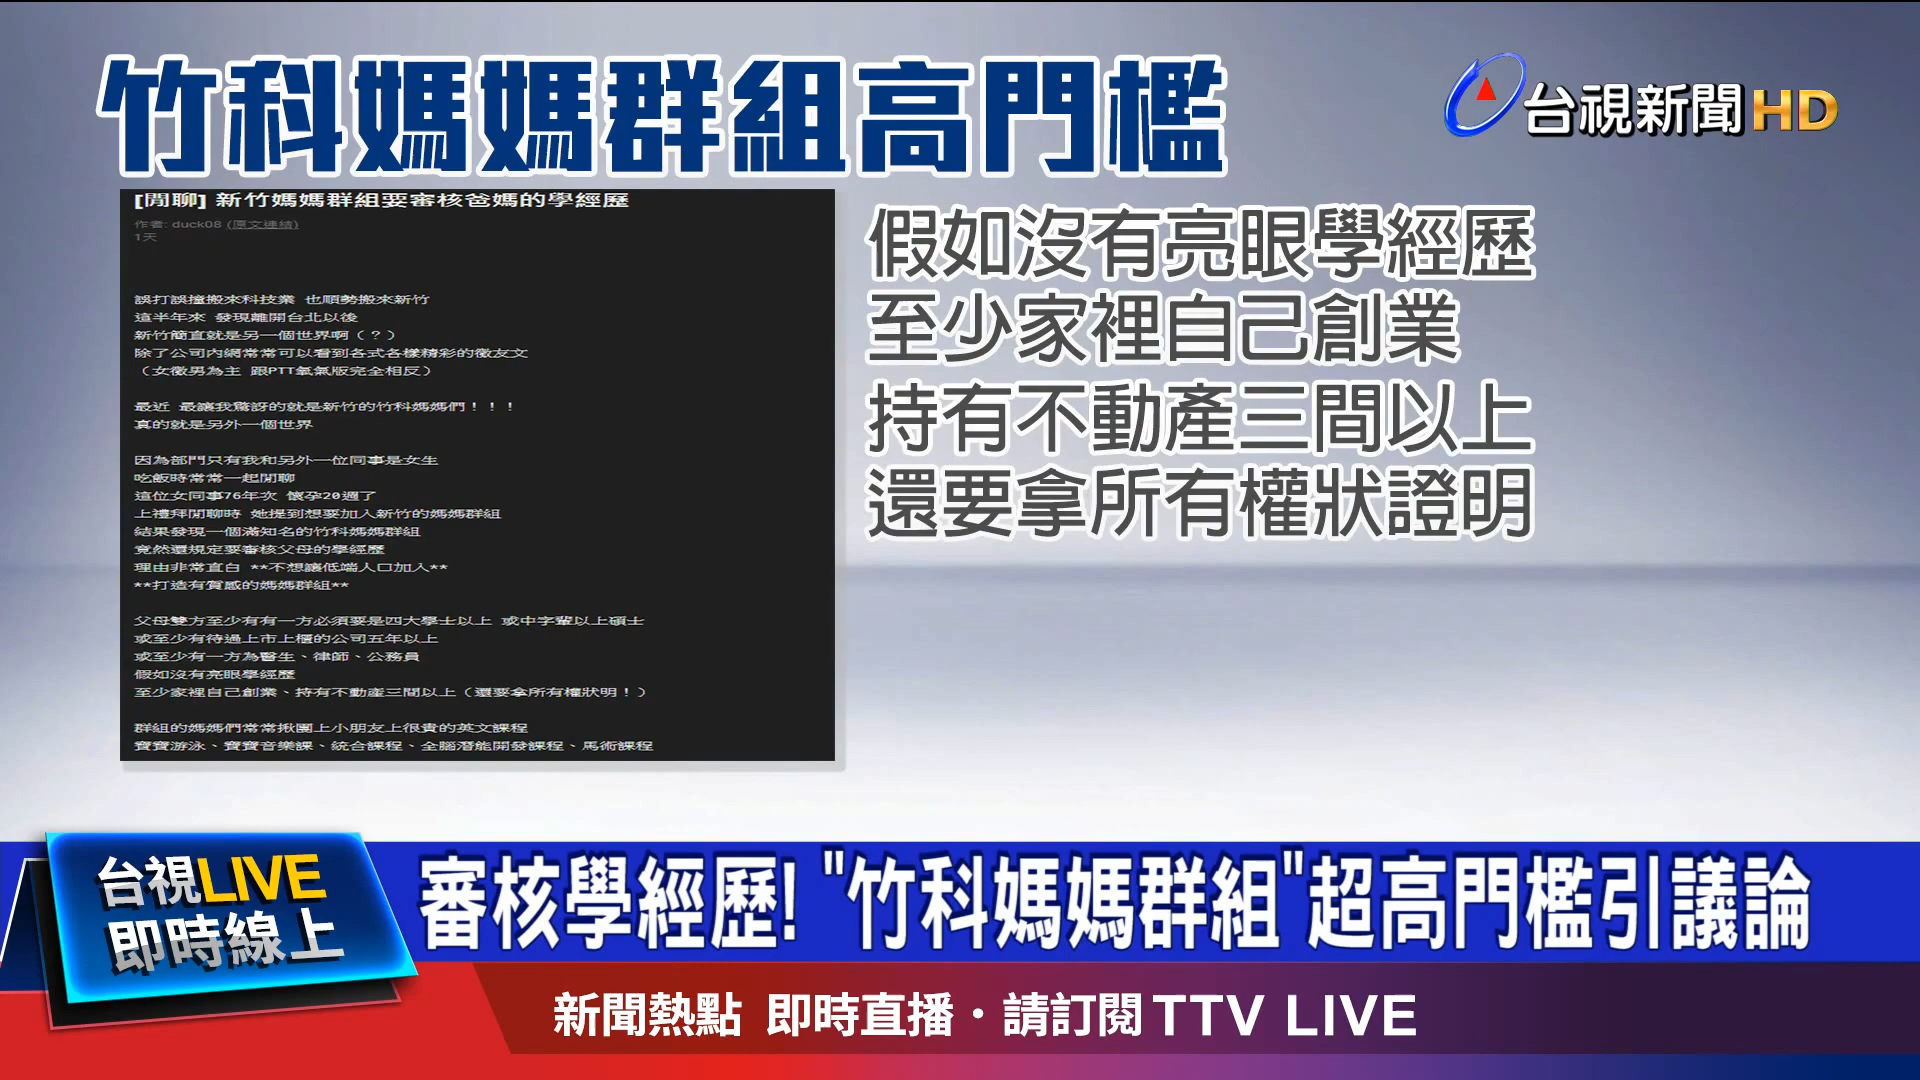 竹科媽媽群組高門檻
台視新聞HD
[閒聊] 新竹媽媽群組要審核爸媽的學經歷
作者: duck08 (原文連結)
1天
誤打誤撞搬來科技業 也順勢搬來新竹
這半年來 發現離開台北以後
新竹簡直就是另一個世界啊（？）
除了公司內網常常可以看到各式各樣精彩的徵友文
（女徵男為主 跟PTT氧氣版完全相反）
最近 最讓我驚訝的就是新竹的竹科媽媽們！！！
真的就是另外一個世界
因為部門只有我和另外一位同事是女生
吃飯時常常一起閒聊
這位女同事76年次 懷孕20週了
上禮拜閒聊時 她提到想要加入新竹的媽媽群組
結果發現一個滿知名的竹科媽媽群組
竟然還規定要審核父母的學經歷
理由非常直白 **不想讓低端人口加入**
**打造有質感的媽媽群組**
父母雙方至少有有一方必須要是四大學士以上 或中字輩以上碩士
或至少有待過上市上櫃的公司五年以上
或至少有一方為醫生、律師、公務員
假如沒有亮眼學經歷
至少家裡自己創業、持有不動產三間以上（還要拿所有權狀明！）
群組的媽媽們常常揪團上小朋友上很貴的英文課程
寶寶游泳、寶寶音樂課、統合課程、全腦潛能開發課程、馬術課程
假如沒有亮眼學經歷
至少家裡自己創業
持有不動產三間以上
還要拿所有權狀證明
台視LIVE
即時線上
審核學經歷! "竹科媽媽群組"超高門檻引議論
新聞熱點 即時直播・請訂閱TTV LIVE